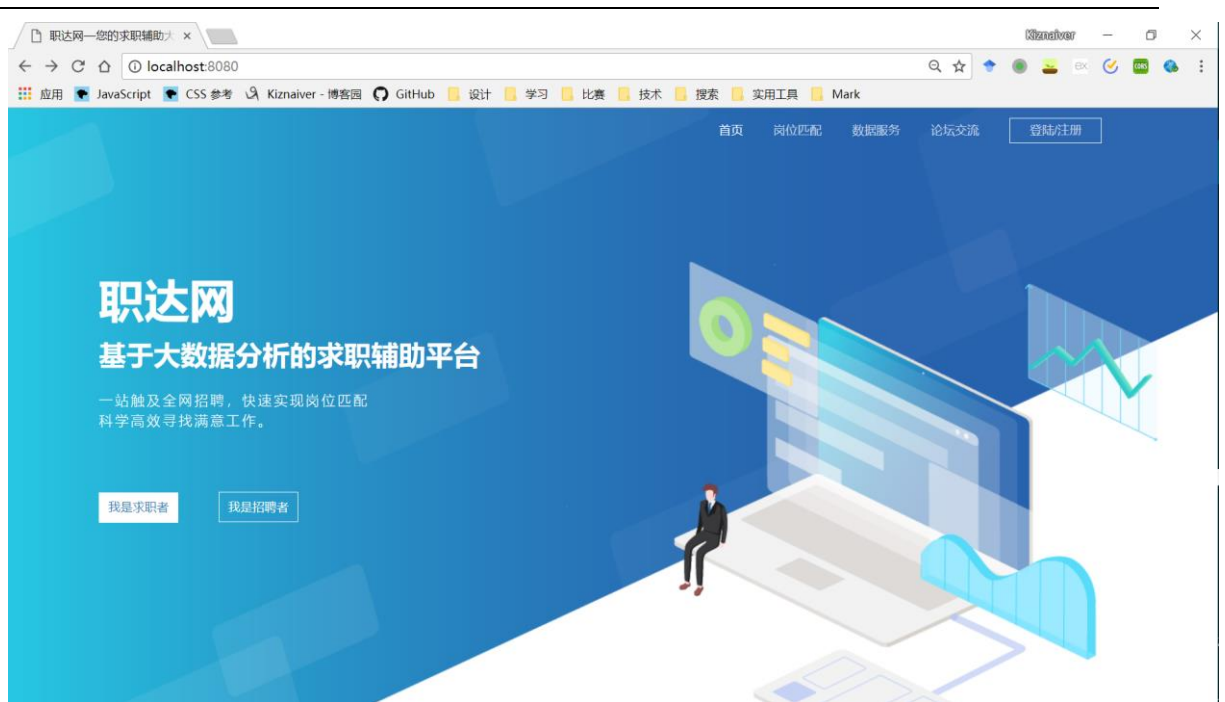 职达网—您的求职辅助大
Kiznaiver
localhost:8080
应用 JavaScript CSS 参考 Kiznaiver - 博客园 GitHub 设计 学习 比赛 技术 搜索 实用工具 Mark
首页 岗位匹配 数据服务 论坛交流 登陆/注册
职达网
基于大数据分析的求职辅助平台
一站触及全网招聘，快速实现岗位匹配
科学高效寻找满意工作。
我是求职者 我是招聘者